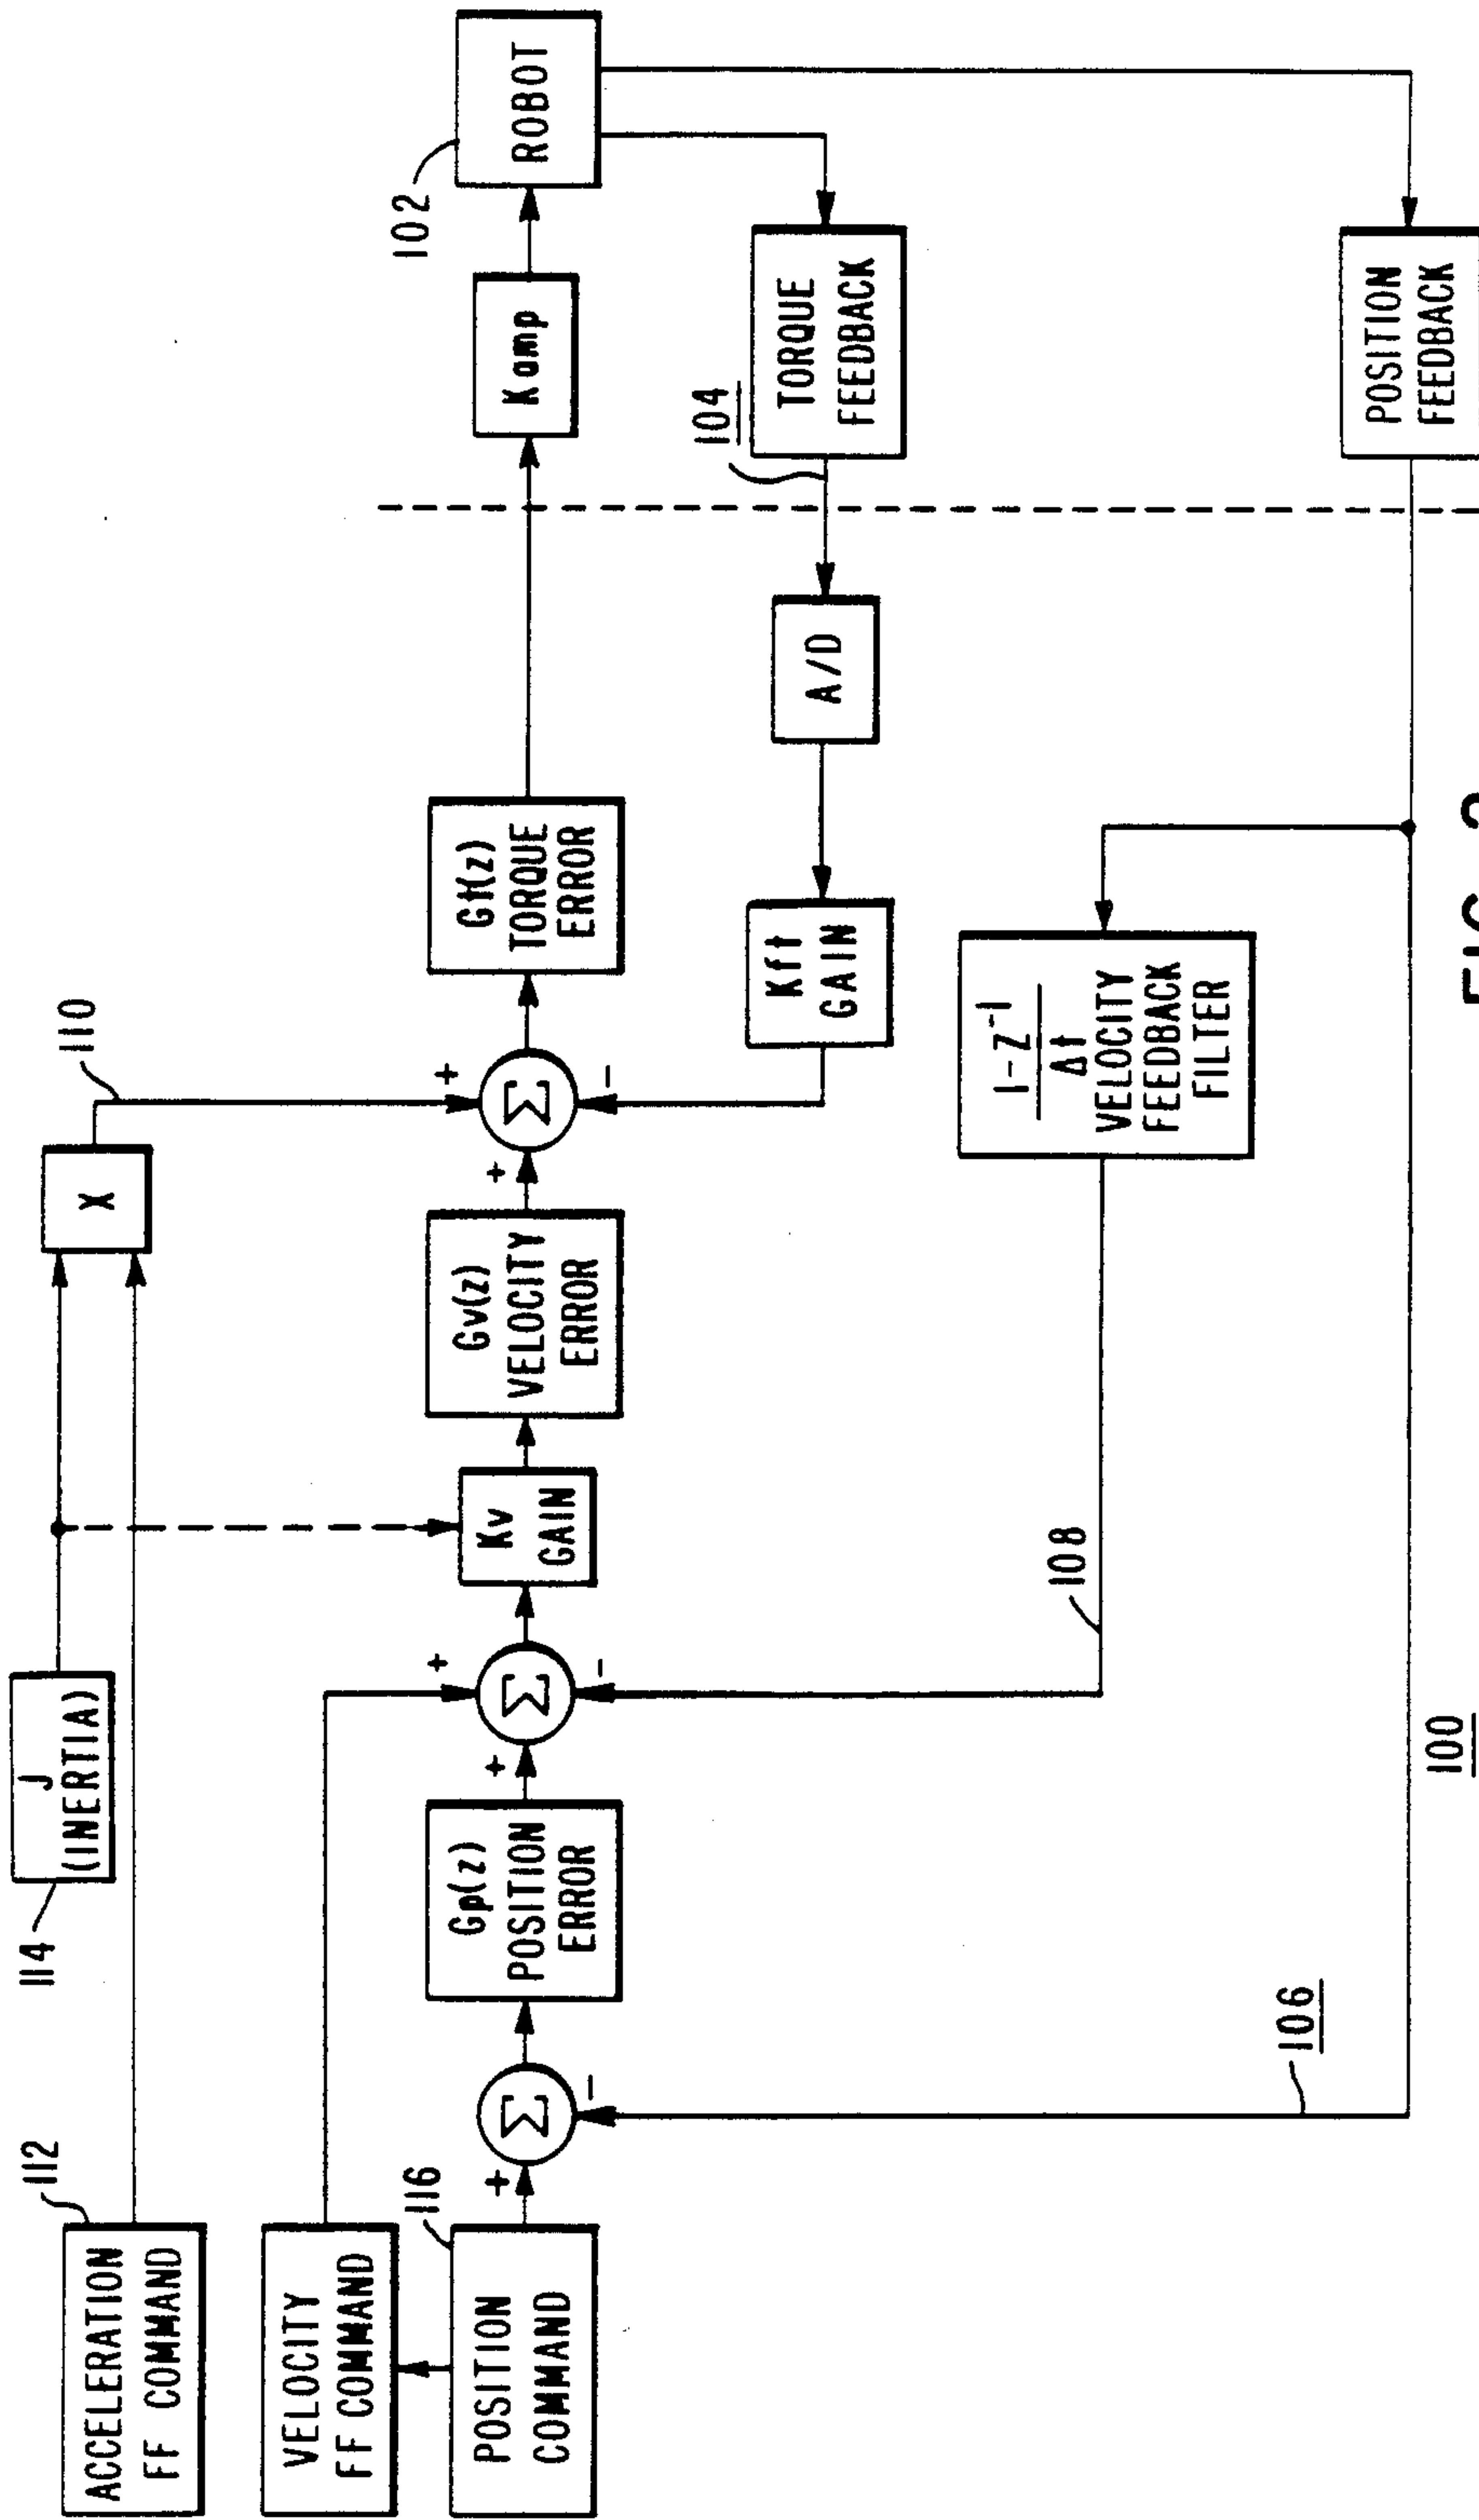 112
ACCELERATION
FF COMMAND
114
J
(INERTIA)
X
110
VELOCITY
FF COMMAND
116
POSITION
COMMAND
+
Σ
-
Gp(z)
POSITION
ERROR
+
+
Σ
-
Kv
GAIN
Gv(z)
VELOCITY
ERROR
+
+
Σ
-
Gt(z)
TORQUE
ERROR
Kamp
102
ROBOT
104
TORQUE
FEEDBACK
A/D
Kft
GAIN
108
1-Z⁻¹
Δt
VELOCITY
FEEDBACK
FILTER
106
POSITION
FEEDBACK
100